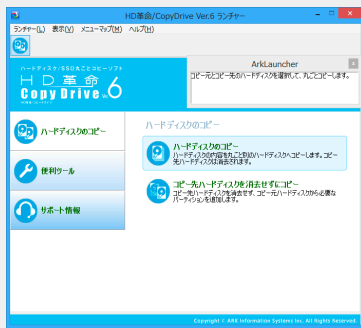 HD革命/CopyDrive Ver.6 ランチャー
ランチャー(L) 表示(V) メニューマップ(M) ヘルプ(H)
ハードディスク/SSD丸ごとコピーソフト
HD革命
Copy Drive Ver.6
ArkLauncher
コピー元とコピー先のハードディスクを選択して、丸ごとコピーします。
ハードディスクのコピー
便利ツール
サポート情報
ハードディスクのコピー
ハードディスクのコピー
ハードディスクの内容を丸ごと別のハードディスクへコピーします。コピー
先ハードディスクは消去されます。
コピー先ハードディスクを消去せずにコピー
コピー先ハードディスクを消去せず、コピー元ハードディスクから必要な
パーティションを追加します。
Copyright © ARK Information Systems Inc. All Rights Reserved.